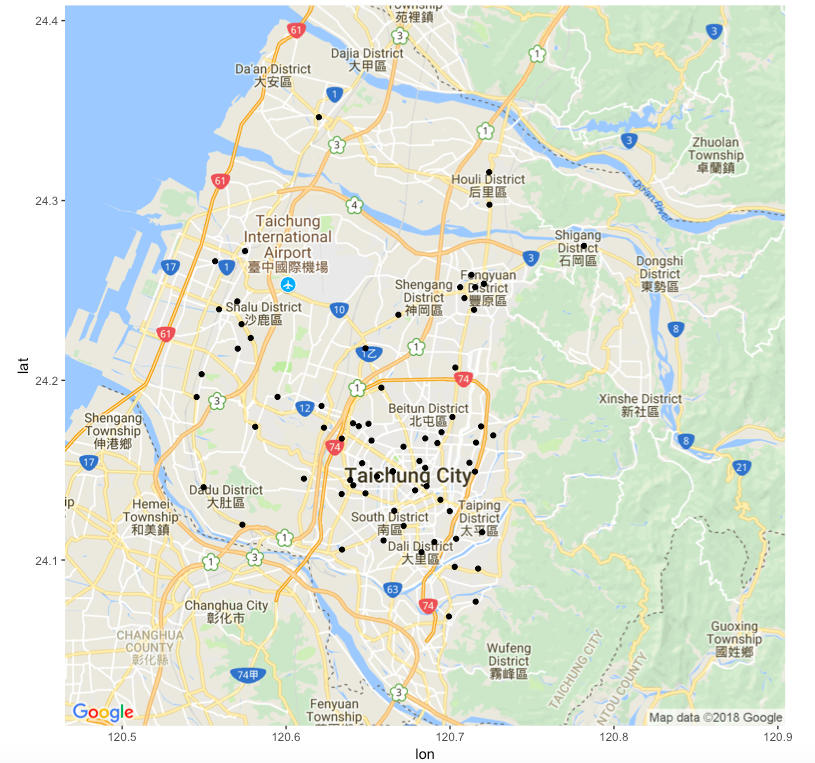 Township
苑裡鎮
24.4
61
3
3
1
Dajia District
大甲區
Da'an District
大安區
1
1
3
3
Zhuolan
Township
卓蘭鎮
61
Houli District
后里區
Da'an River
24.3
4
Taichung
International
Airport
臺中國際機場
Shigang
District
石岡區
3
Dongshi
District
東勢區
17
1
Shengang
District
神岡區
Fengyuan
District
豐原區
Shalu District
沙鹿區
10
8
61
1
1乙
lat
24.2
74
1
3
12
Beitun District
北屯區
Xinshe District
新社區
Shengang
Township
伸港鄉
74
8
17
21
Taichung City
Dadu District
大肚區
ip
Hemei
Township
和美鎮
South District
南區
Taiping
District
太平區
1
Dali District
大里區
24.1
1
1
63
74
Changhua City
彰化市
CHANGHUA
COUNTY
彰化縣
Guoxing
Township
國姓鄉
Wufeng
District
霧峰區
TAICHUNG CITY
NTOU COUNTY
74甲
3
Fenyuan
Township
Google
Map data ©2018 Google
120.5
120.6
120.7
120.8
120.9
lon